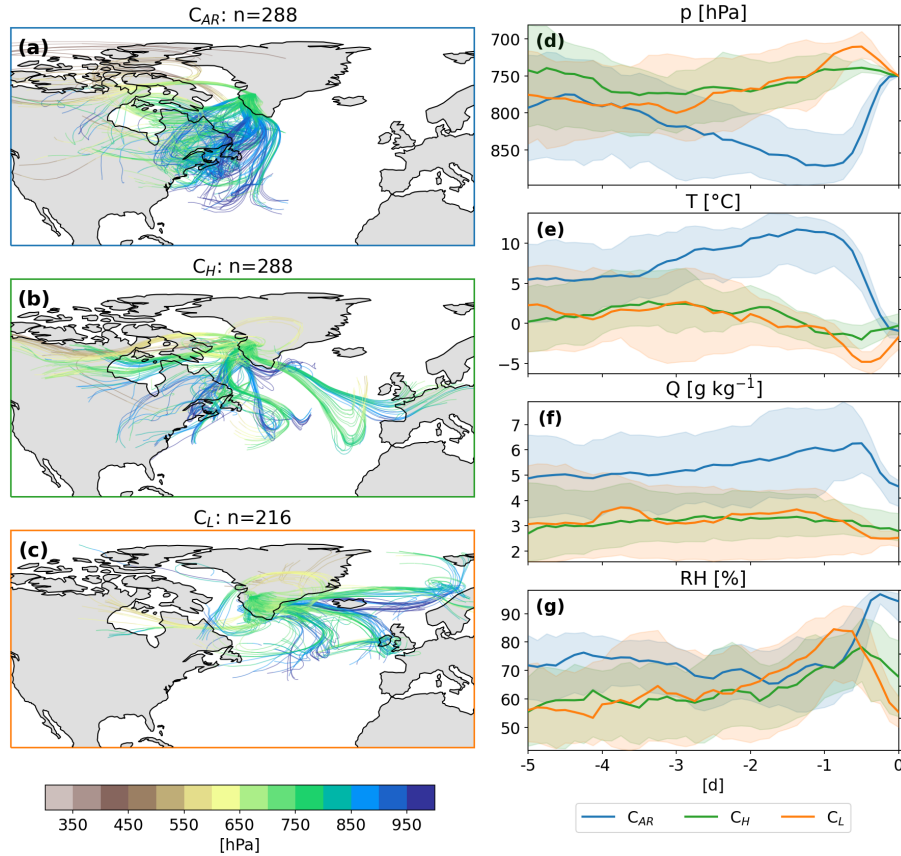 C_AR: n=288
(a)
C_H: n=288
(b)
C_L: n=216
(c)
350 450 550 650 750 850 950
[hPa]
p [hPa]
(d)
700
750
800
850
T [°C]
(e)
10
5
0
−5
Q [g kg⁻¹]
(f)
7
6
5
4
3
2
RH [%]
(g)
90
80
70
60
50
-5 -4 -3 -2 -1 0
[d]
C_AR C_H C_L